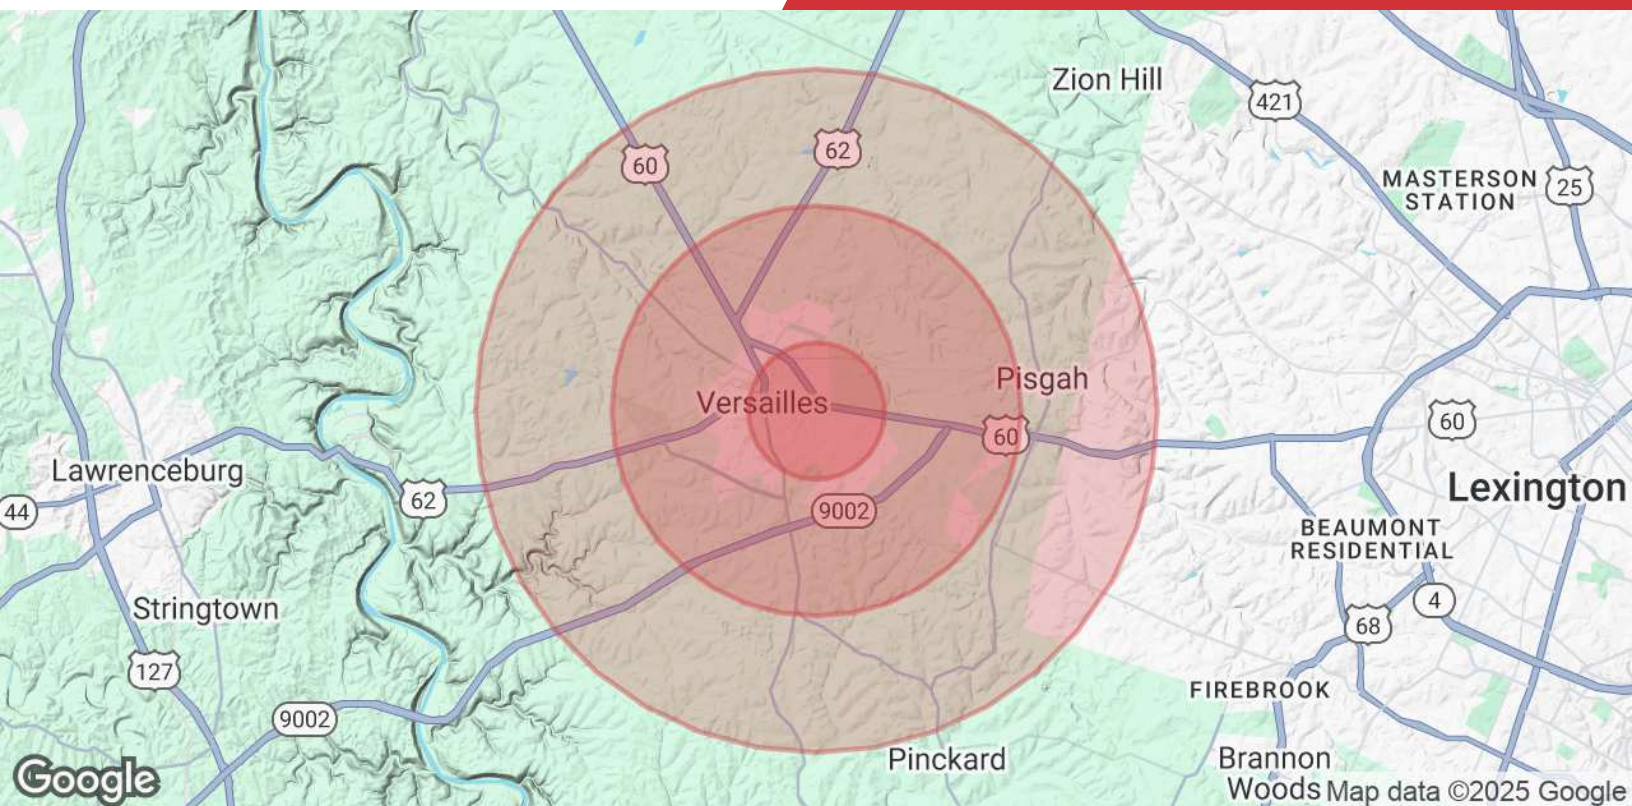 Zion Hill
421
60
62
MASTERSON
STATION
25
Pisgah
Versailles
60
60
Lawrenceburg
62
44
Lexington
9002
BEAUMONT
RESIDENTIAL
Stringtown
4
68
127
FIREBROOK
9002
Pinckard
Brannon
Woods
Google
Map data ©2025 Google